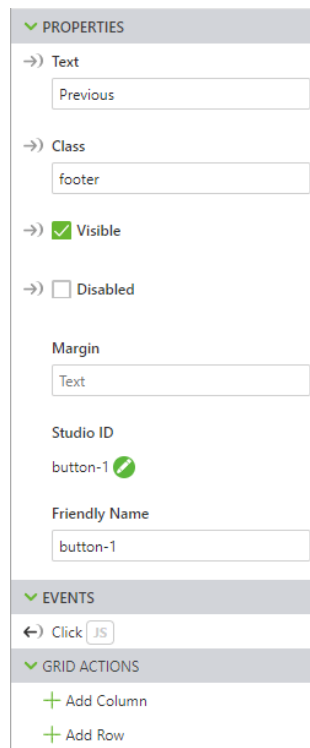 PROPERTIES
Text
Previous
Class
footer
Visible
Disabled
Margin
Text
Studio ID
button-1
Friendly Name
button-1
EVENTS
Click JS
GRID ACTIONS
Add Column
Add Row